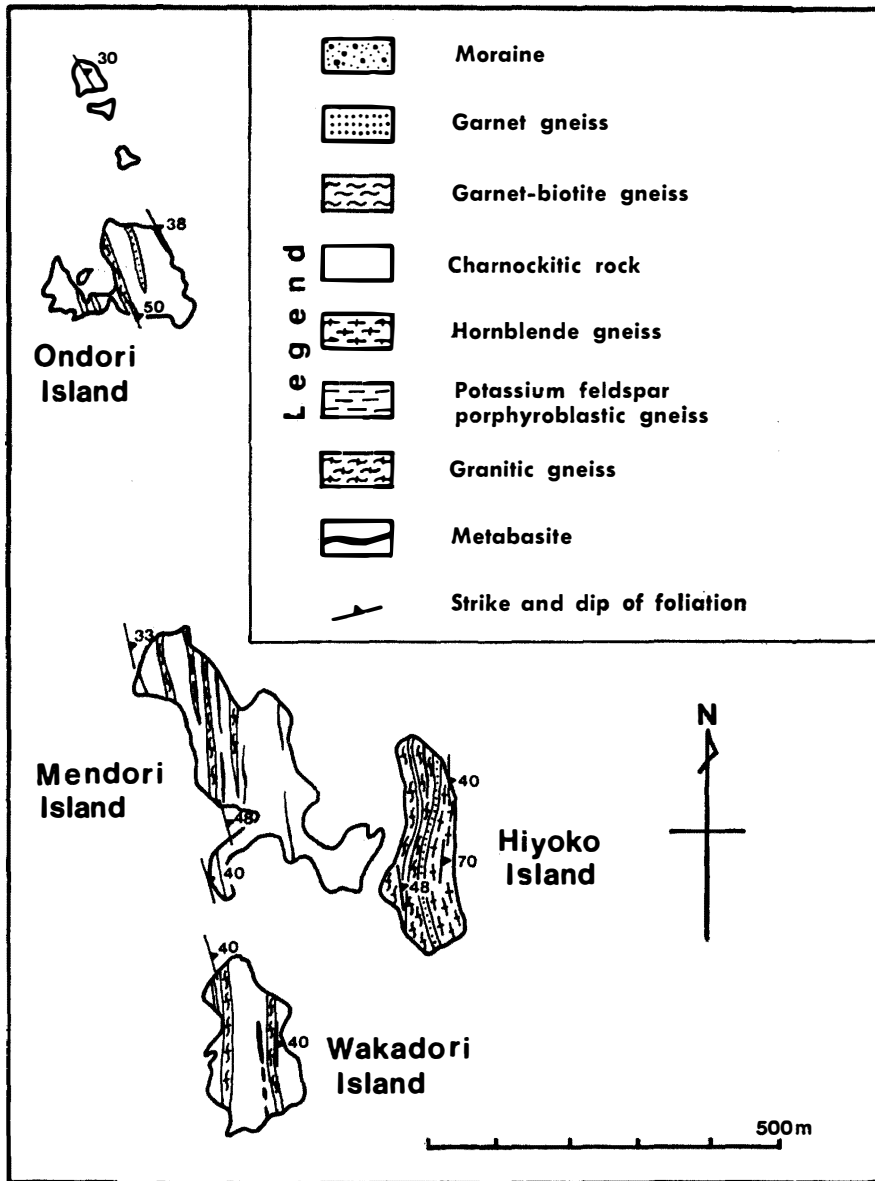 30
38
50
Ondori
Island
Legend
Moraine
Garnet gneiss
Garnet-biotite gneiss
Charnockitic rock
Hornblende gneiss
Potassium feldspar
porphyroblastic gneiss
Granitic gneiss
Metabasite
Strike and dip of foliation
33
Mendori
Island
48
40
40
70
48
Hiyoko
Island
N
40
40
Wakadori
Island
500m